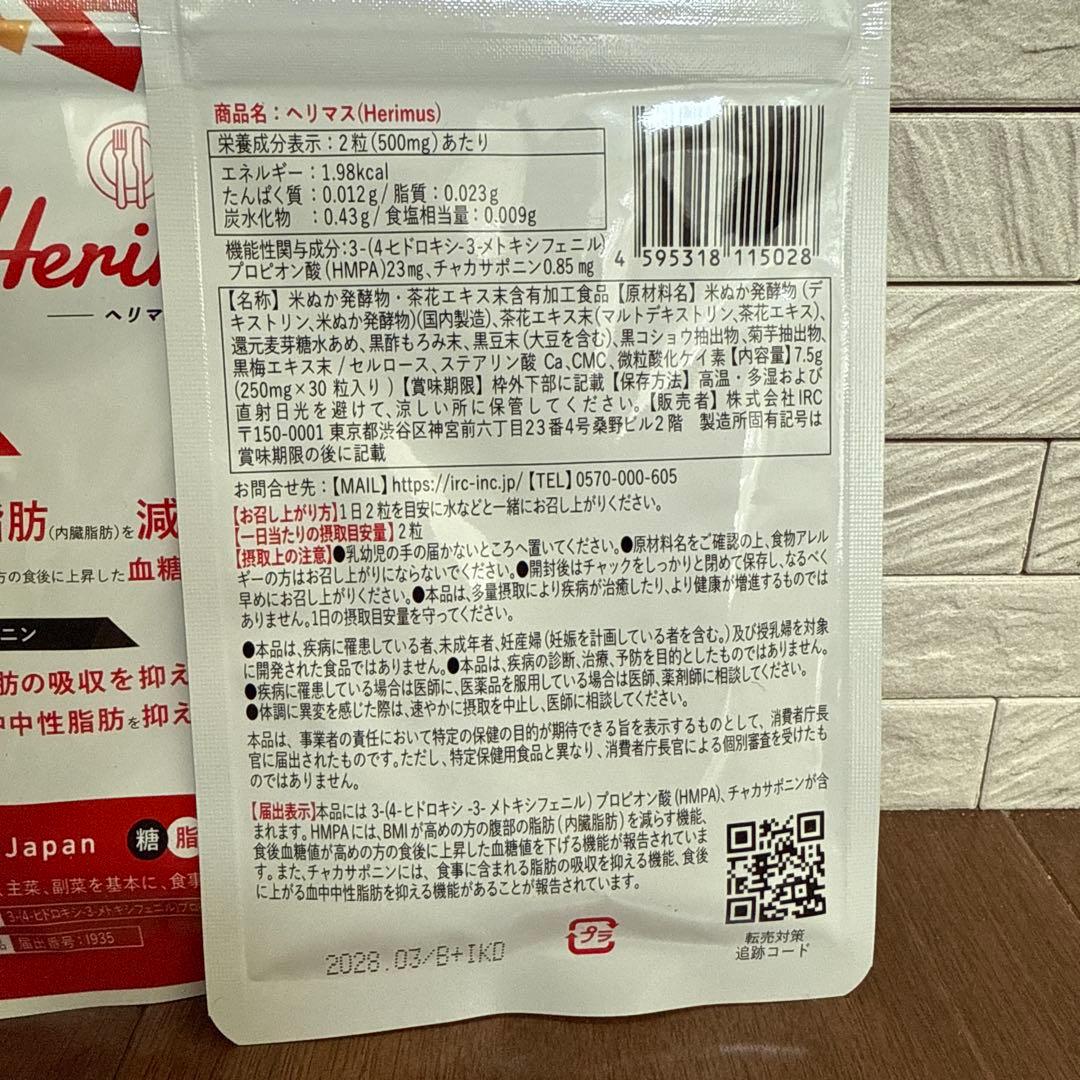 Heri
ヘリマ
肪(内臓脂肪)を減
方の食後に上昇した血糖
ニン
肪の吸収を抑え
中性脂肪を抑え
Japan 糖 脂
主菜、副菜を基本に、食事
3-(4-ヒドロキシ-3-メトキシフェニル)プロ
品 届出番号:I935
商品名:ヘリマス(Herimus)
栄養成分表示:2粒(500mg)あたり
エネルギー:1.98kcal
たんぱく質:0.012g/脂質:0.023g
炭水化物 :0.43g/食塩相当量:0.009g
機能性関与成分:3-(4-ヒドロキシ-3-メトキシフェニル)
プロピオン酸(HMPA)23mg、チャカサポニン0.85mg
4 595318 115028
【名称】米ぬか発酵物・茶花エキス末含有加工食品【原材料名】米ぬか発酵物(デ
キストリン、米ぬか発酵物)(国内製造)、茶花エキス末(マルトデキストリン、茶花エキス)、
還元麦芽糖水あめ、黒酢もろみ末、黒豆末(大豆を含む)、黒コショウ抽出物、菊芋抽出物、
黒梅エキス末/セルロース、ステアリン酸 Ca、CMC、微粒酸化ケイ素【内容量】7.5g
(250mg×30粒入り)【賞味期限】枠外下部に記載【保存方法】高温・多湿および
直射日光を避けて、涼しい所に保管してください。【販売者】株式会社IRC
〒150-0001 東京都渋谷区神宮前六丁目23番4号桑野ビル2階 製造所固有記号は
賞味期限の後に記載
お問合せ先:【MAIL】https://irc-inc.jp/【TEL】0570-000-605
【お召し上がり方】1日2粒を目安に水などと一緒にお召し上がりください。
【一日当たりの摂取目安量】2粒
【摂取上の注意】●乳幼児の手の届かないところへ置いてください。●原材料名をご確認の上、食物アレル
ギーの方はお召し上がりにならないでください。●開封後はチャックをしっかりと閉めて保存し、なるべく
早めにお召し上がりください。●本品は、多量摂取により疾病が治癒したり、より健康が増進するものでは
ありません。1日の摂取目安量を守ってください。
●本品は、疾病に罹患している者、未成年者、妊産婦(妊娠を計画している者を含む。)及び授乳婦を対象
に開発された食品ではありません。●本品は、疾病の診断、治療、予防を目的としたものではありません。
●疾病に罹患している場合は医師に、医薬品を服用している場合は医師、薬剤師に相談してください。
●体調に異変を感じた際は、速やかに摂取を中止し、医師に相談してください。
本品は、事業者の責任において特定の保健の目的が期待できる旨を表示するものとして、消費者庁長
官に届出されたものです。ただし、特定保健用食品と異なり、消費者庁長官による個別審査を受けたも
のではありません。
【届出表示】本品には 3-(4-ヒドロキシ-3-メトキシフェニル)プロピオン酸(HMPA)、チャカサポニンが含
まれます。HMPAには、BMIが高めの方の腹部の脂肪(内臓脂肪)を減らす機能、
食後血糖値が高めの方の食後に上昇した血糖値を下げる機能が報告されていま
す。また、チャカサポニンには、食事に含まれる脂肪の吸収を抑える機能、食後
に上がる血中中性脂肪を抑える機能があることが報告されています。
プラ
転売対策
追跡コード
2028.03/B+IKD